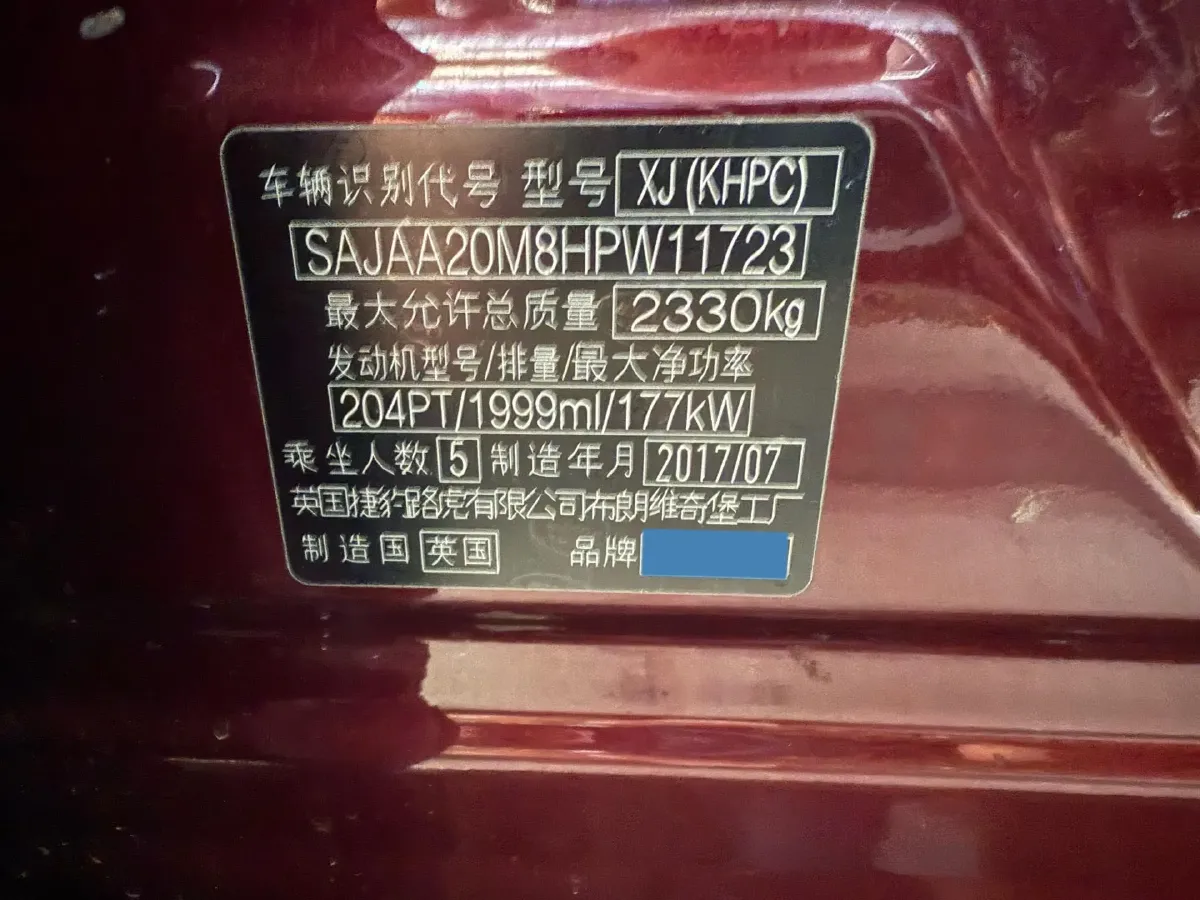 车辆识别代号 型号 XJ(KHPC)
SAJAA20M8HPW11723
最大允许总质量 2330kg
发动机型号/排量/最大净功率
204PT/1999ml/177kW
乘坐人数 5 制造年月 2017/07
英国捷豹路虎有限公司布朗维奇堡工厂
制造国 英国 品牌